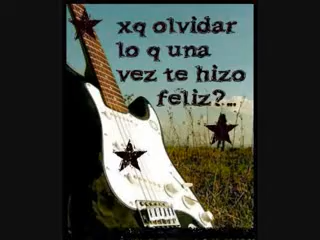 xq olvidar
lo q una
vez te hizo
feliz?...